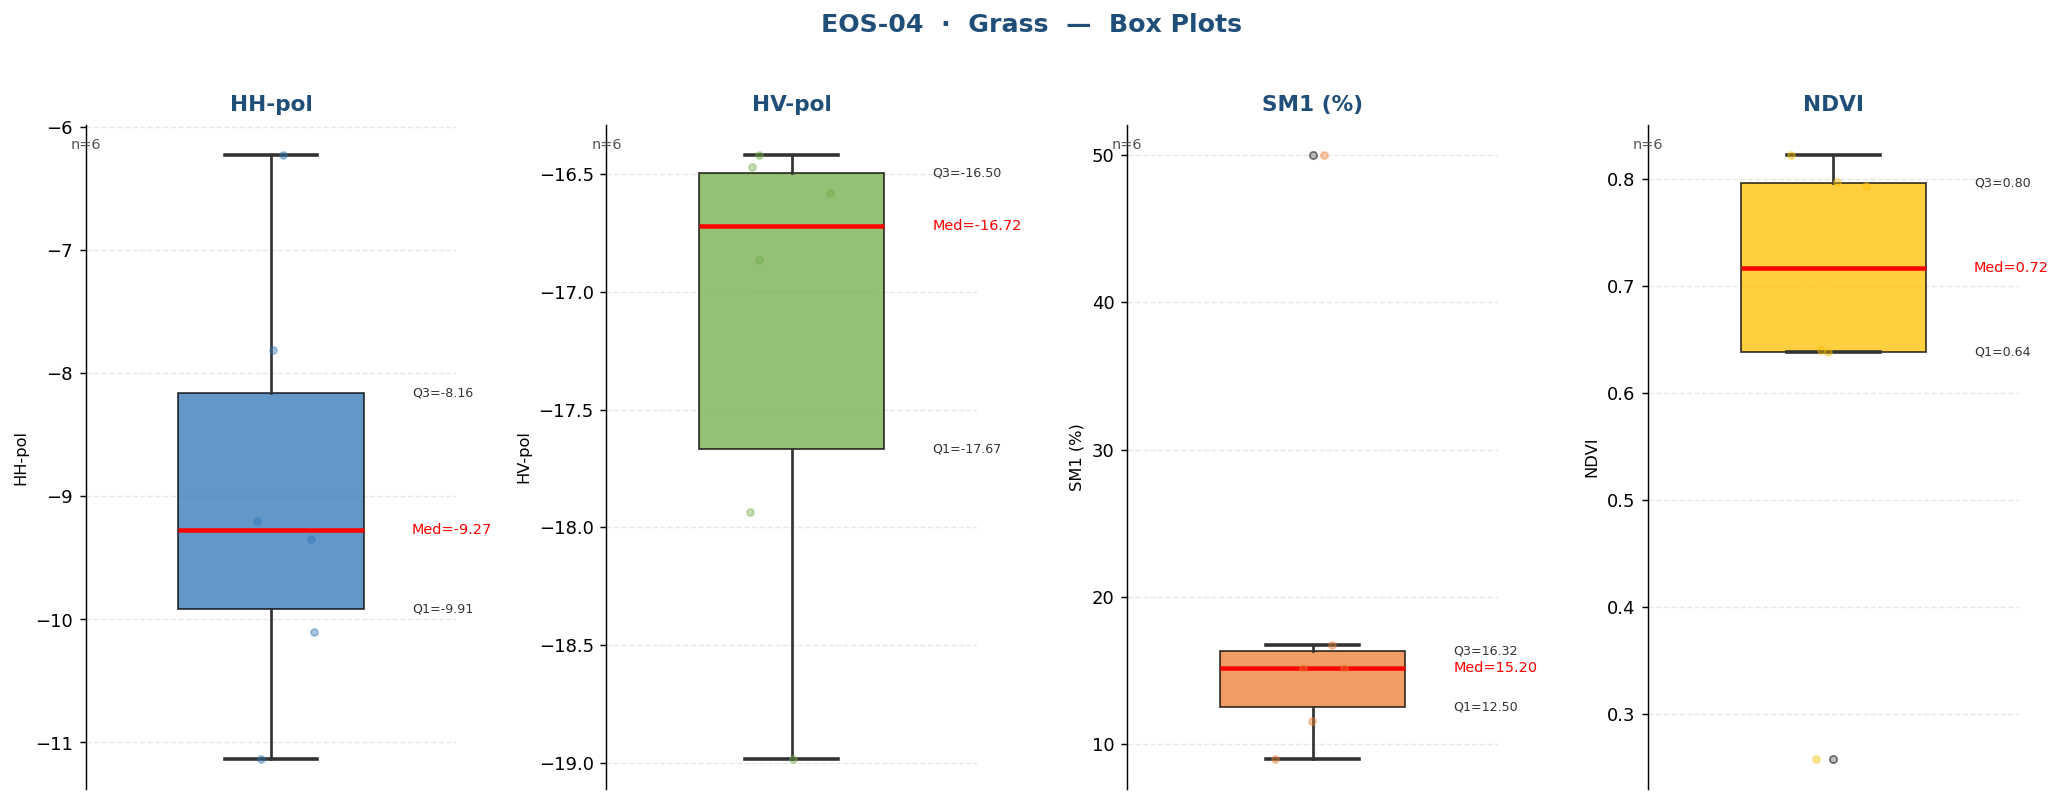 EOS-04  ·  Grass  —  Box Plots
HH-pol
n=6
−6
−7
−8
−9
−10
−11
HH-pol
Q3=-8.16
Med=-9.27
Q1=-9.91
HV-pol
n=6
−16.5
−17.0
−17.5
−18.0
−18.5
−19.0
HV-pol
Q3=-16.50
Med=-16.72
Q1=-17.67
SM1 (%)
n=6
50
40
30
20
10
SM1 (%)
Q3=16.32
Med=15.20
Q1=12.50
NDVI
n=6
0.8
0.7
0.6
0.5
0.4
0.3
NDVI
Q3=0.80
Med=0.72
Q1=0.64